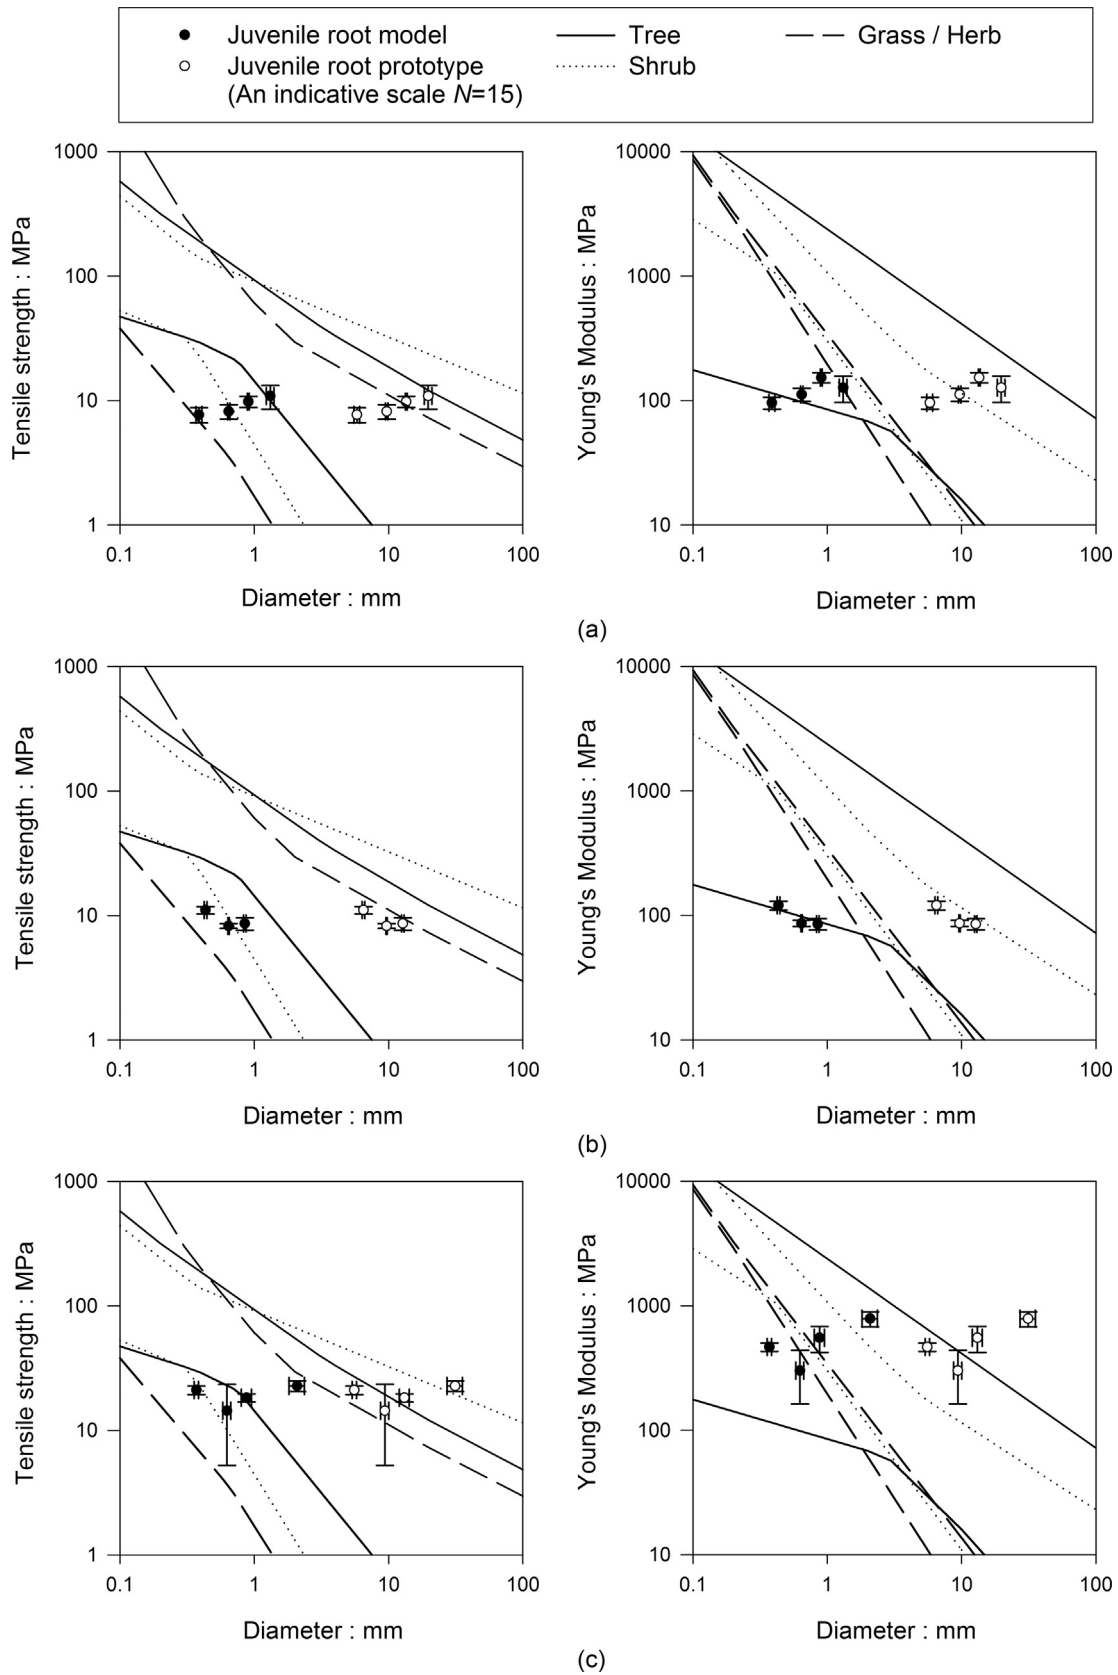 Juvenile root model
Tree
Grass / Herb
Juvenile root prototype
Shrub
(An indicative scale N=15)
1000
100
10
1
Tensile strength : MPa
0.1
1
10
100
Diameter : mm
10000
1000
100
10
Young's Modulus : MPa
0.1
1
10
100
Diameter : mm
(a)
1000
100
10
1
Tensile strength : MPa
0.1
1
10
100
Diameter : mm
10000
1000
100
10
Young's Modulus : MPa
0.1
1
10
100
Diameter : mm
(b)
1000
100
10
1
Tensile strength : MPa
0.1
1
10
100
Diameter : mm
10000
1000
100
10
Young's Modulus : MPa
0.1
1
10
100
Diameter : mm
(c)